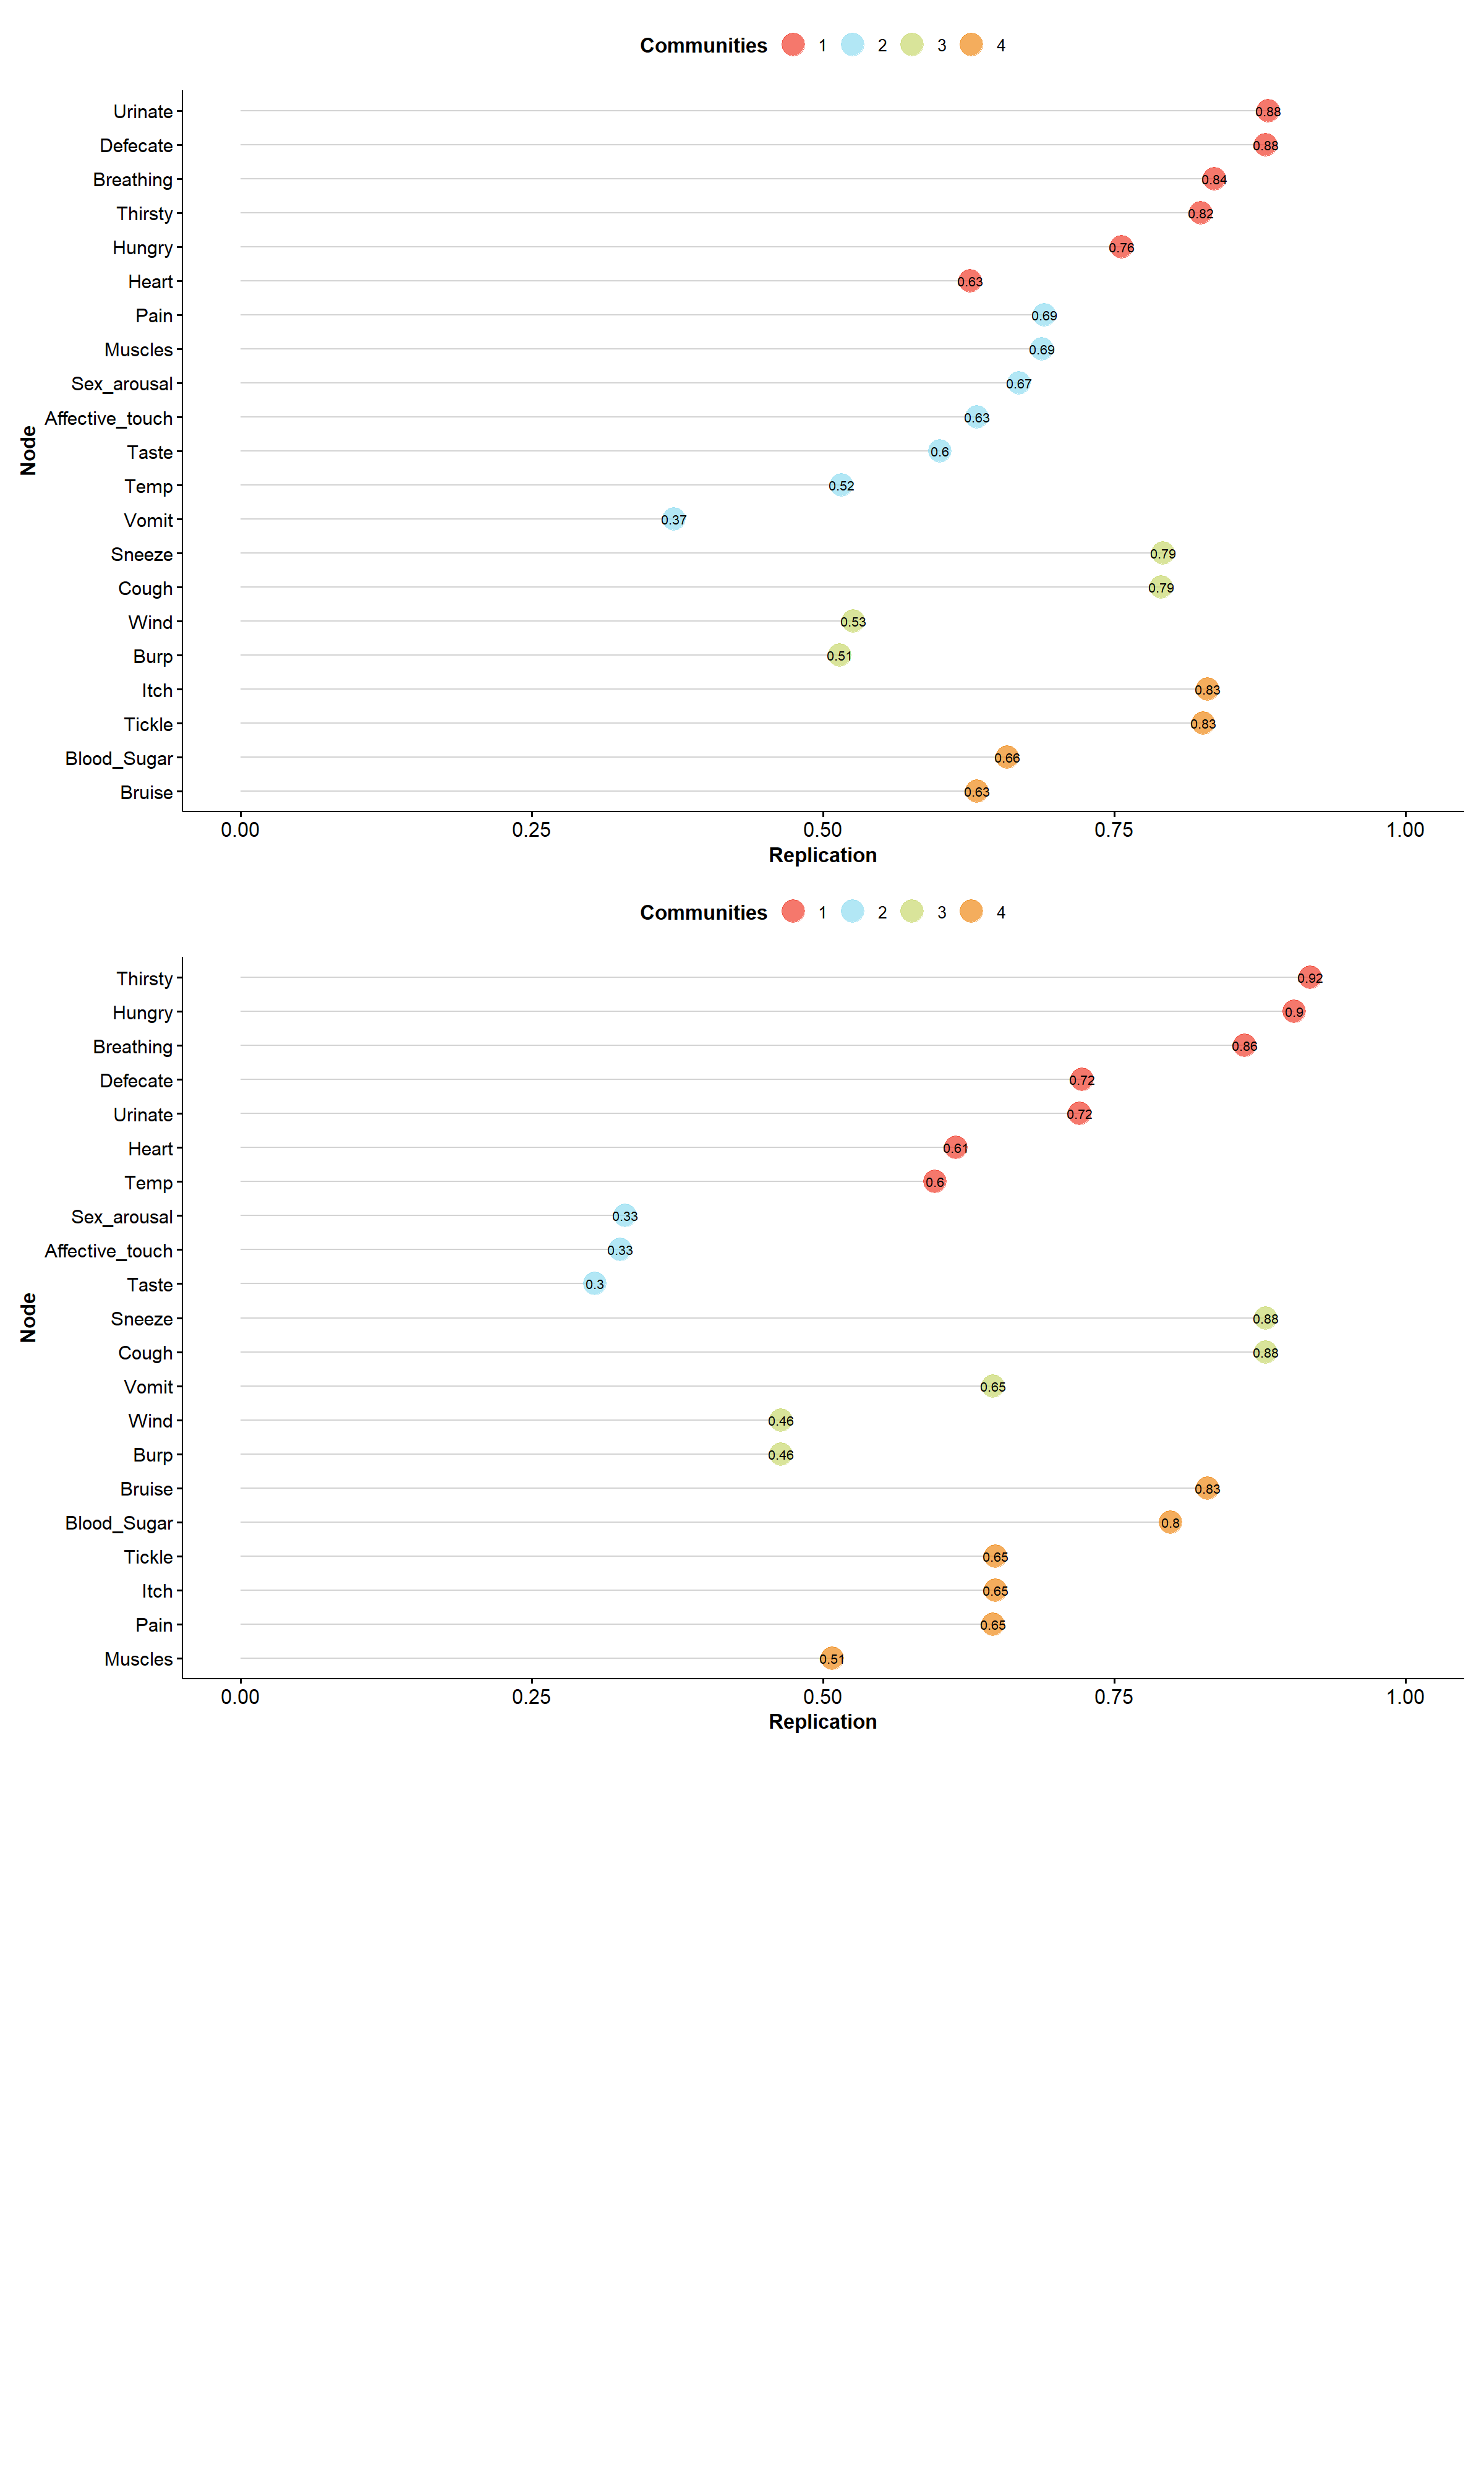 Communities 1 2 3 4
Urinate 0.88
Defecate 0.88
Breathing 0.84
Thirsty 0.82
Hungry 0.76
Heart 0.63
Pain 0.69
Muscles 0.69
Sex_arousal 0.67
Affective_touch 0.63
Node
Taste 0.6
Temp 0.52
Vomit 0.37
Sneeze 0.79
Cough 0.79
Wind 0.53
Burp 0.51
Itch 0.83
Tickle 0.83
Blood_Sugar 0.66
Bruise 0.63
0.00 0.25 0.50 0.75 1.00
Replication
Communities 1 2 3 4
Thirsty 0.92
Hungry 0.9
Breathing 0.86
Defecate 0.72
Urinate 0.72
Heart 0.61
Temp 0.6
Sex_arousal 0.33
Affective_touch 0.33
Taste 0.3
Node
Sneeze 0.88
Cough 0.88
Vomit 0.65
Wind 0.46
Burp 0.46
Bruise 0.83
Blood_Sugar 0.8
Tickle 0.65
Itch 0.65
Pain 0.65
Muscles 0.51
0.00 0.25 0.50 0.75 1.00
Replication